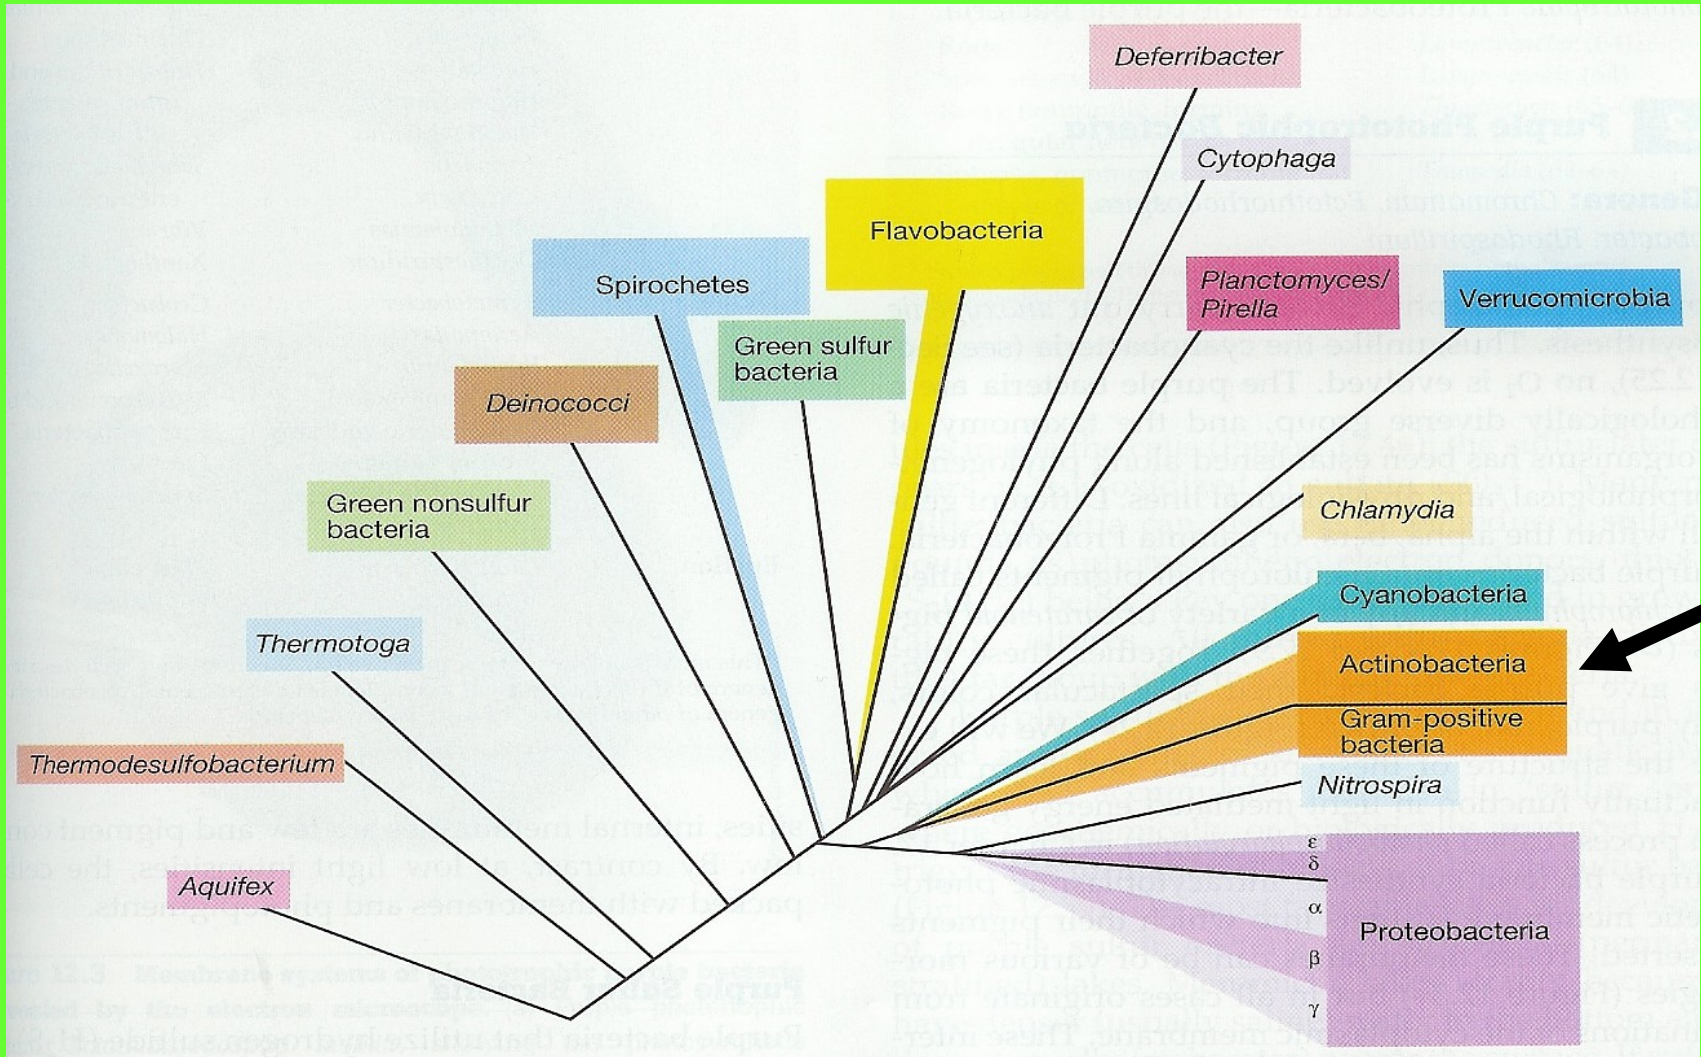 Deferribacter
Cytophaga
Flavobacteria
Spirochetes
Planctomyces/
Pirella
Verrucomicrobia
Green sulfur
bacteria
Deinococci
Green nonsulfur
bacteria
Chlamydia
Cyanobacteria
Thermotoga
Actinobacteria
Gram-positive
bacteria
Thermodesulfobacterium
Nitrospira
ε
δ
Aquifex
α
Proteobacteria
β
γ